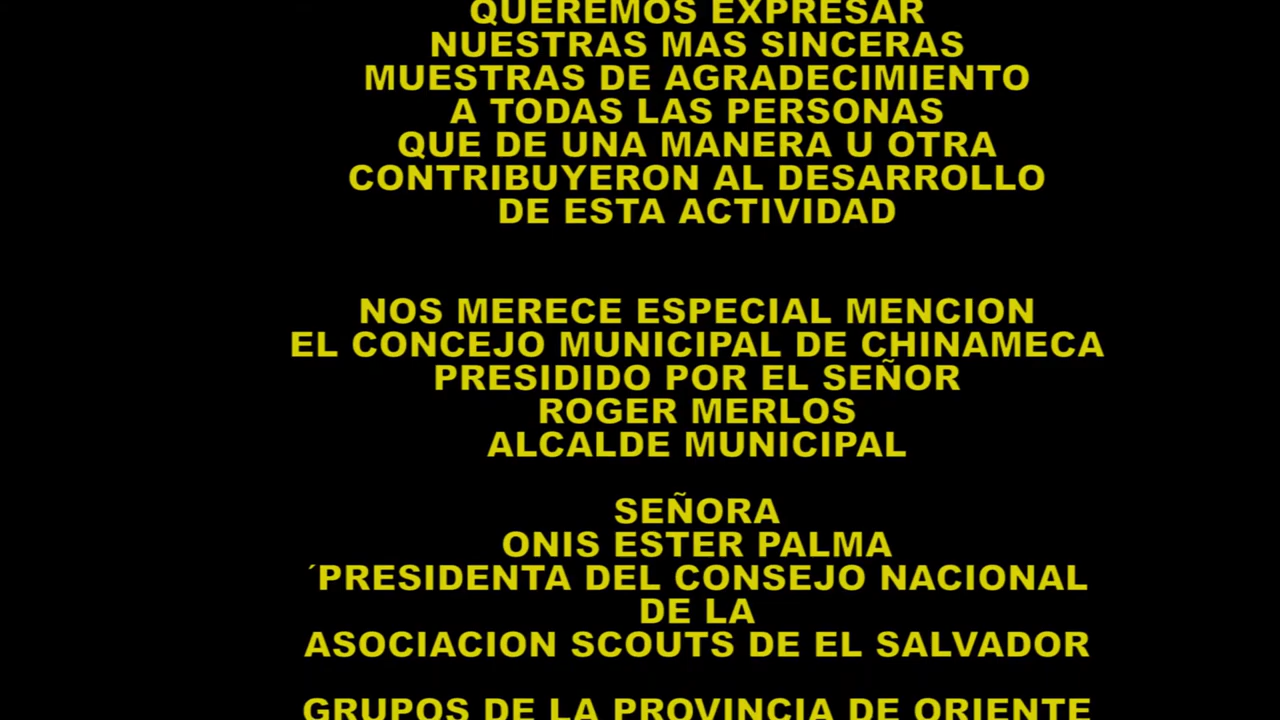 QUEREMOS EXPRESAR
NUESTRAS MAS SINCERAS
MUESTRAS DE AGRADECIMIENTO
A TODAS LAS PERSONAS
QUE DE UNA MANERA U OTRA
CONTRIBUYERON AL DESARROLLO
DE ESTA ACTIVIDAD
NOS MERECE ESPECIAL MENCION
EL CONCEJO MUNICIPAL DE CHINAMECA
PRESIDIDO POR EL SEÑOR
ROGER MERLOS
ALCALDE MUNICIPAL
SEÑORA
ONIS ESTER PALMA
´PRESIDENTA DEL CONSEJO NACIONAL
DE LA
ASOCIACION SCOUTS DE EL SALVADOR
GRUPOS DE LA PROVINCIA DE ORIENTE